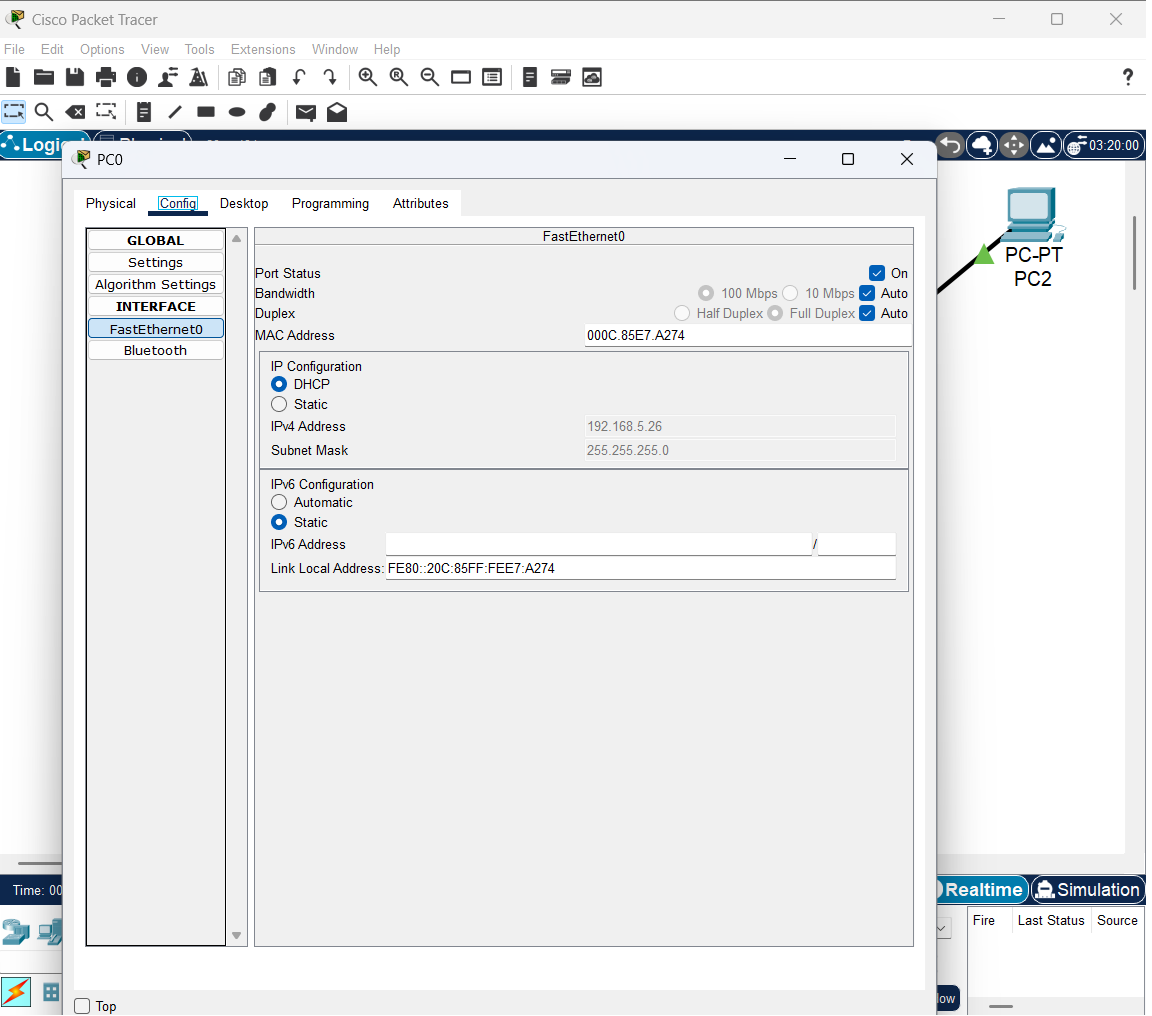 Cisco Packet Tracer
File Edit Options View Tools Extensions Window Help
?
Logic
03:20:00
PC0
Physical Config Desktop Programming Attributes
GLOBAL
Settings
Algorithm Settings
INTERFACE
FastEthernet0
Bluetooth
FastEthernet0
Port Status On
Bandwidth 100 Mbps 10 Mbps Auto
Duplex Half Duplex Full Duplex Auto
MAC Address 000C.85E7.A274
IP Configuration
DHCP
Static
IPv4 Address 192.168.5.26
Subnet Mask 255.255.255.0
IPv6 Configuration
Automatic
Static
IPv6 Address /
Link Local Address: FE80::20C:85FF:FEE7:A274
PC-PT
PC2
Time: 00
Realtime Simulation
Fire Last Status Source
low
Top